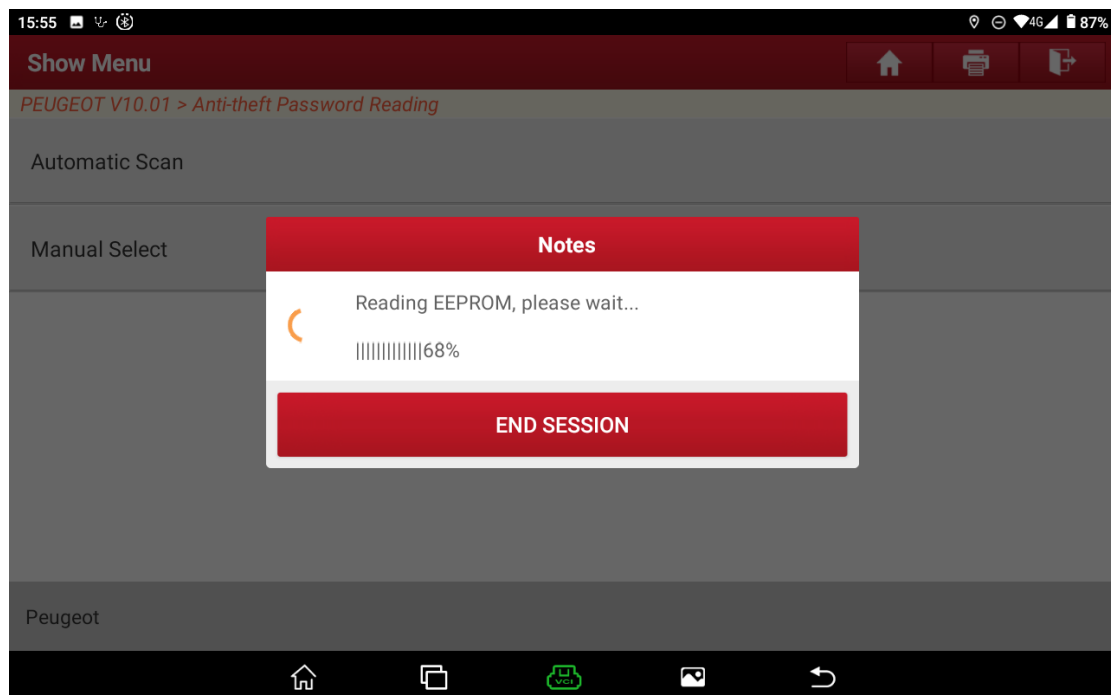 15:55 4G 87%
Show Menu
PEUGEOT V10.01 > Anti-theft Password Reading
Automatic Scan
Manual Select
Notes
Reading EEPROM, please wait...
|||||||||||||68%
END SESSION
Peugeot
VCI